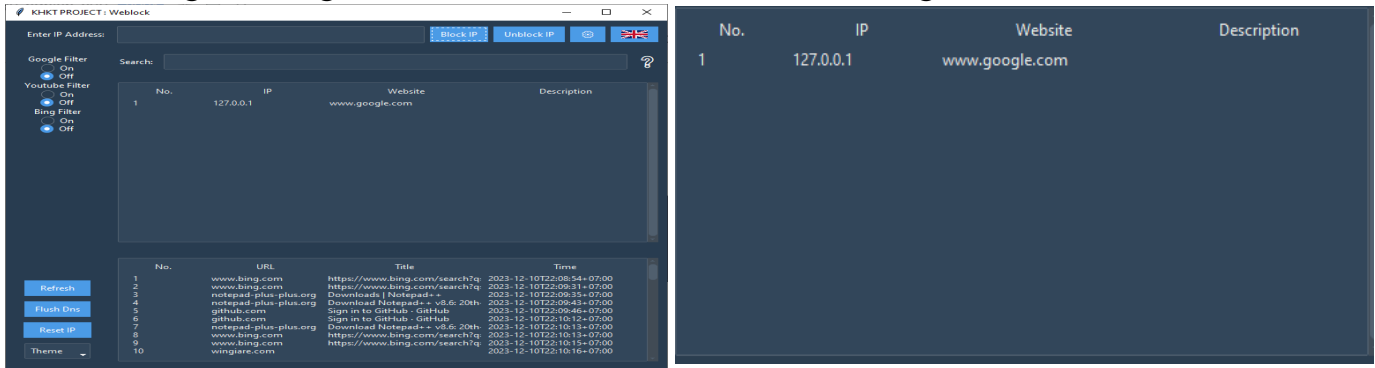 KHKT PROJECT : Weblock
Enter IP Address:
Block IP
Unblock IP
Google Filter
On
Off
Search:
?
Youtube Filter
On
Off
Bing Filter
On
Off
No. IP Website Description
1 127.0.0.1 www.google.com
No. URL Title Time
1 www.bing.com https://www.bing.com/search?q: 2023-12-10T22:08:54+07:00
2 www.bing.com https://www.bing.com/search?q: 2023-12-10T22:09:31+07:00
3 notepad-plus-plus.org Downloads | Notepad++ 2023-12-10T22:09:35+07:00
4 notepad-plus-plus.org Download Notepad++ v8.6: 20th- 2023-12-10T22:09:43+07:00
5 github.com Sign in to GitHub · GitHub 2023-12-10T22:09:46+07:00
6 github.com Sign in to GitHub · GitHub 2023-12-10T22:10:12+07:00
7 notepad-plus-plus.org Download Notepad++ v8.6: 20th- 2023-12-10T22:10:13+07:00
8 www.bing.com https://www.bing.com/search?q: 2023-12-10T22:10:13+07:00
9 www.bing.com https://www.bing.com/search?q: 2023-12-10T22:10:15+07:00
10 wingiare.com 2023-12-10T22:10:16+07:00
Refresh
Flush Dns
Reset IP
Theme
No. IP Website Description
1 127.0.0.1 www.google.com